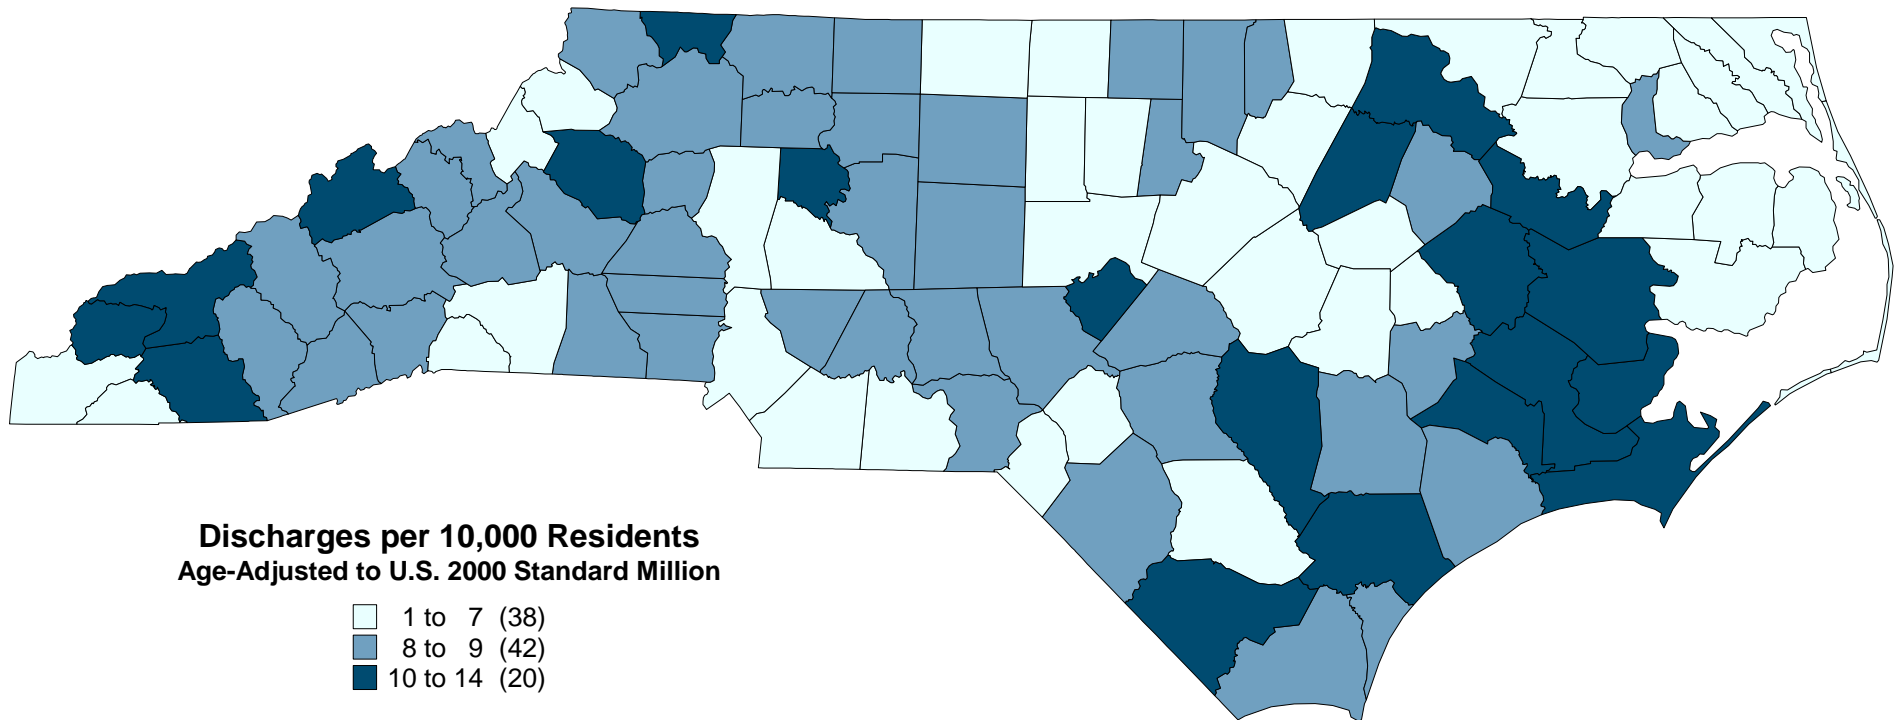 Discharges per 10,000 Residents
Age-Adjusted to U.S. 2000 Standard Million
1 to 7 (38)
8 to 9 (42)
10 to 14 (20)